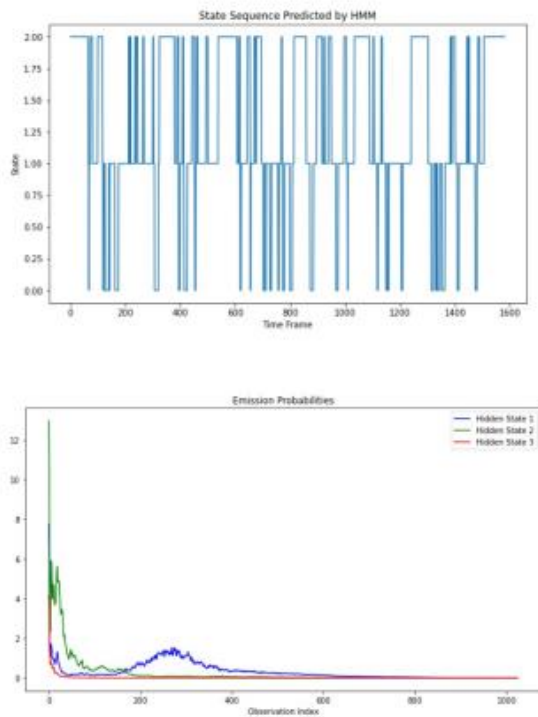 State Sequence Predicted by HMM
2.00
1.75
1.50
1.25
1.00
0.75
0.50
0.25
0.00
State
0 200 400 600 800 1000 1200 1400 1600
Time Frame
Emission Probabilities
Hidden State 1
Hidden State 2
Hidden State 3
12
10
8
6
4
2
0
0 200 400 600 800 1000
Observation Index